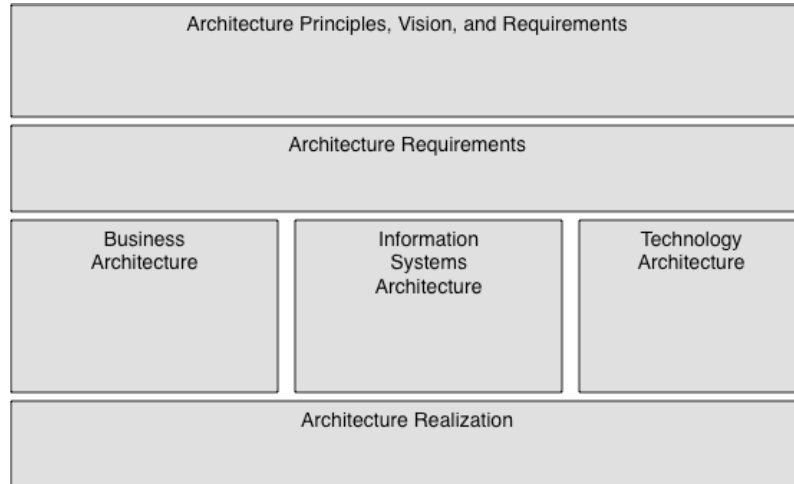 Architecture Principles, Vision, and Requirements
Architecture Requirements
Business
Architecture
Information
Systems
Architecture
Technology
Architecture
Architecture Realization